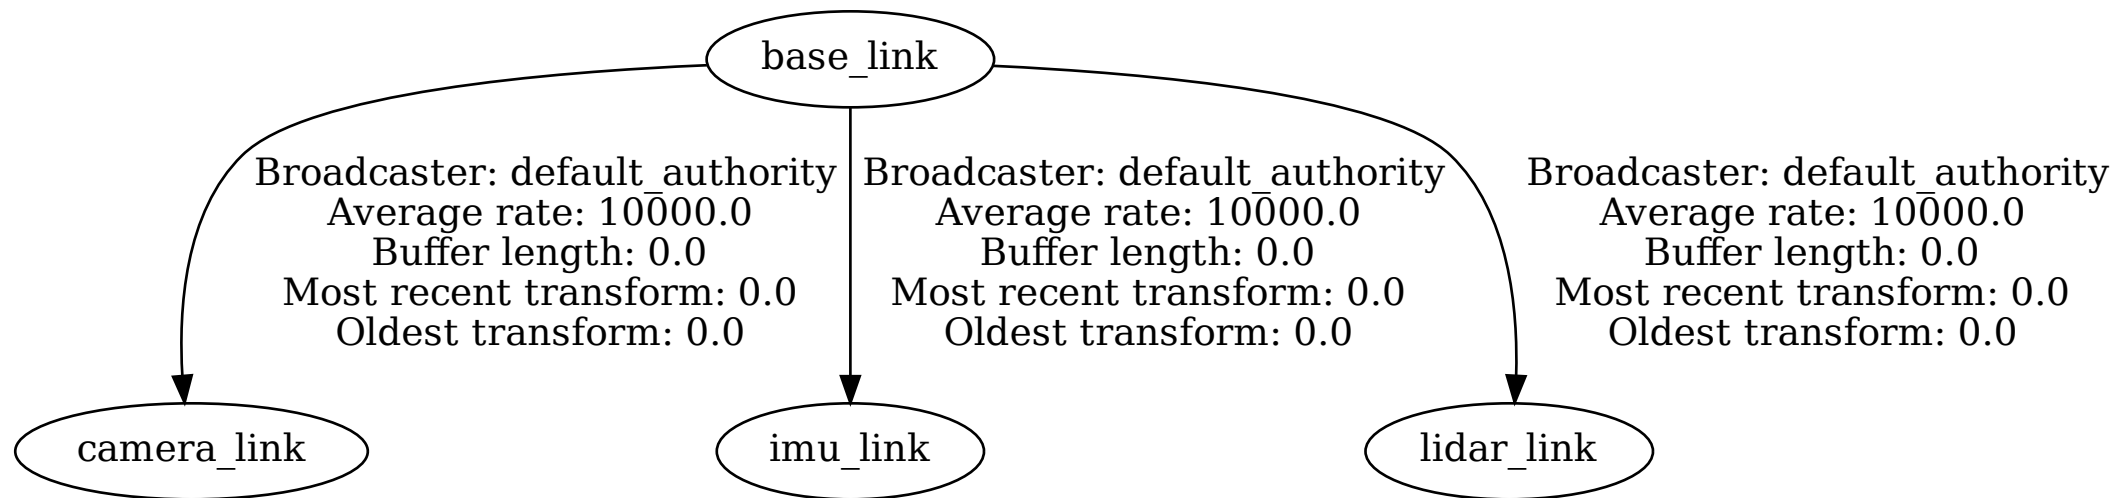 base_link
Broadcaster: default_authority
Average rate: 10000.0
Buffer length: 0.0
Most recent transform: 0.0
Oldest transform: 0.0
Broadcaster: default_authority
Average rate: 10000.0
Buffer length: 0.0
Most recent transform: 0.0
Oldest transform: 0.0
Broadcaster: default_authority
Average rate: 10000.0
Buffer length: 0.0
Most recent transform: 0.0
Oldest transform: 0.0
camera_link
imu_link
lidar_link